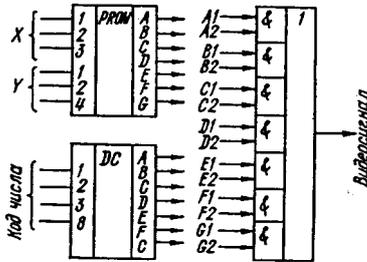 X
1
2
3
Y
1
2
4
PROM
A
B
C
D
E
F
G
Код числа
1
2
3
8
DC
A
B
C
D
E
F
C
A1
A2
B1
B2
C1
C2
D1
D2
E1
E2
F1
F2
G1
G2
&
&
&
&
&
&
&
1
Видеосигнал